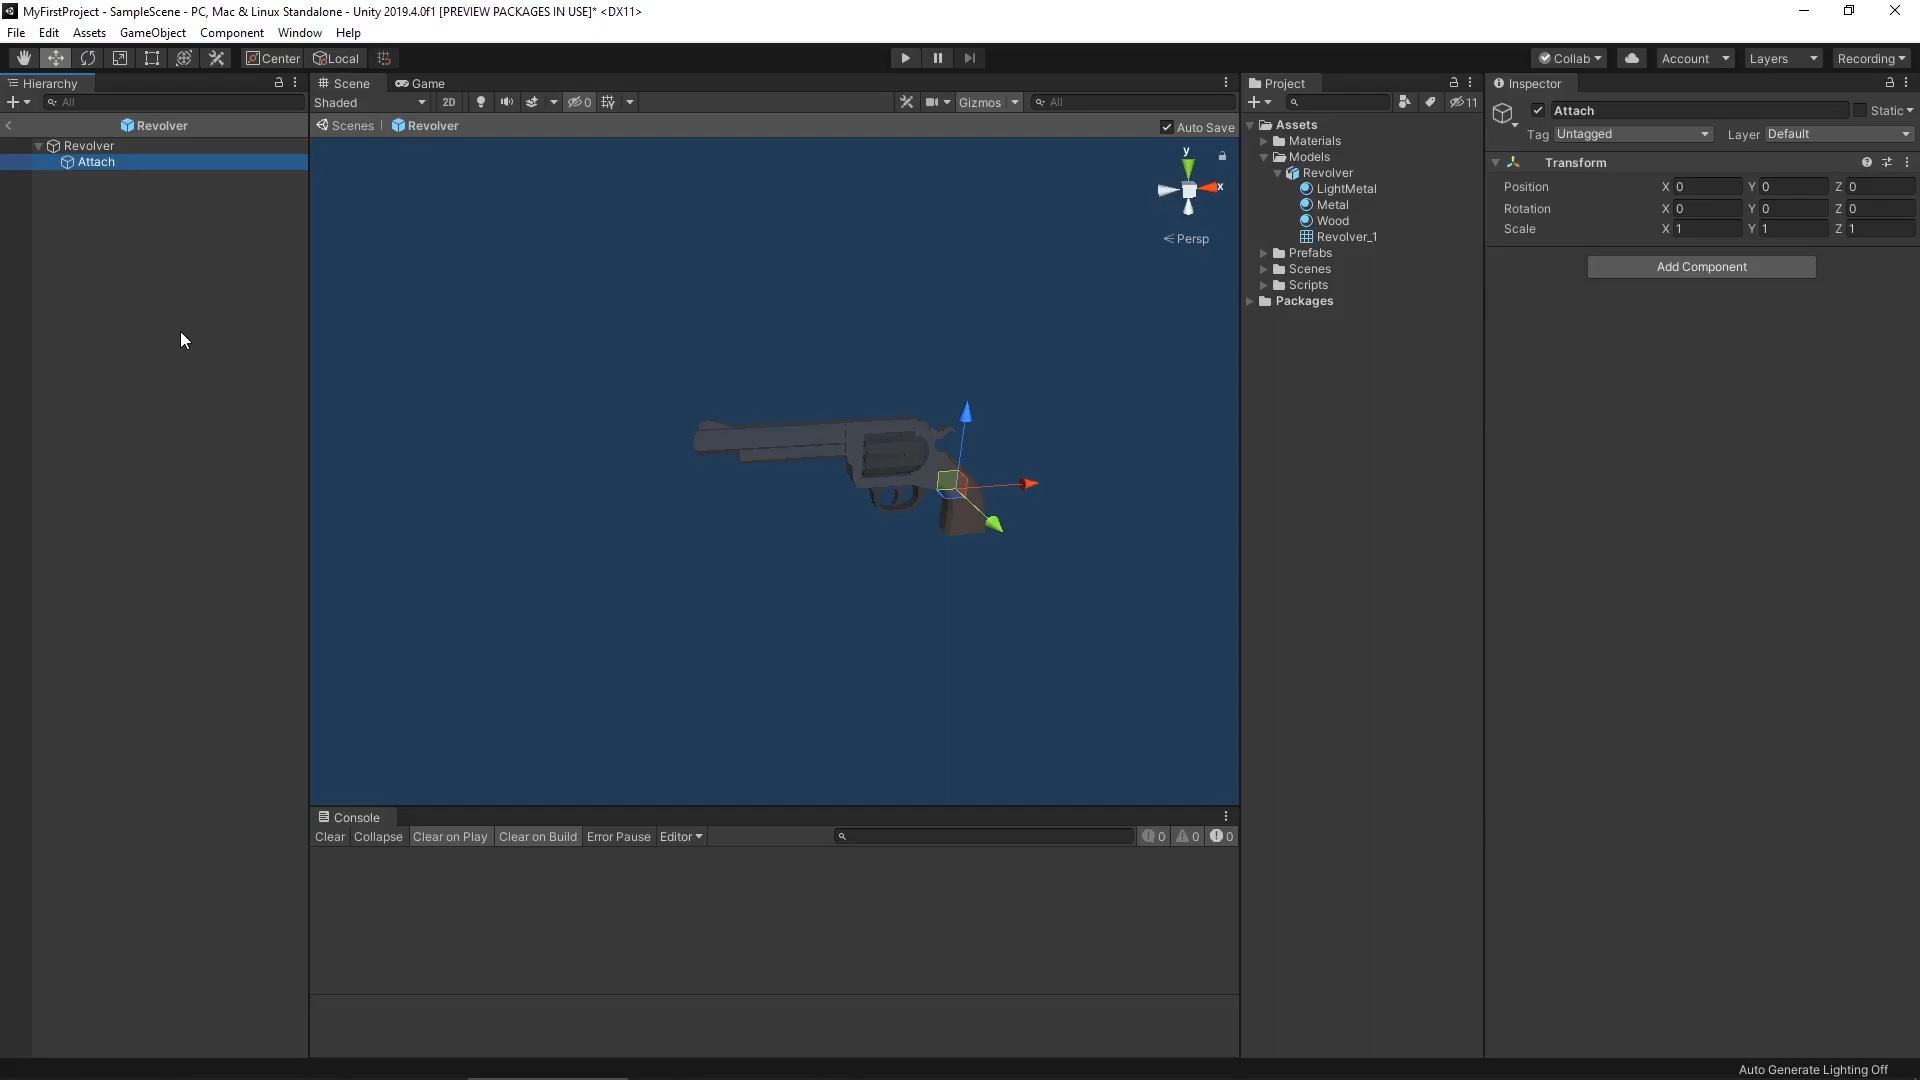 MyFirstProject - SampleScene - PC, Mac & Linux Standalone - Unity 2019.4.0f1 [PREVIEW PACKAGES IN USE]* <DX11>
File Edit Assets GameObject Component Window Help
Center Local Collab Account Layers Recording
Hierarchy
All
Revolver
Revolver
Attach
Scene Game
Shaded 2D 0 Gizmos All
Scenes | Revolver Auto Save
y
x
< Persp
Console
Clear Collapse Clear on Play Clear on Build Error Pause Editor 0 0 0
Project
11
Assets
Materials
Models
Revolver
LightMetal
Metal
Wood
Revolver_1
Prefabs
Scenes
Scripts
Packages
Inspector
Attach Static
Tag Untagged Layer Default
Transform
Position X 0 Y 0 Z 0
Rotation X 0 Y 0 Z 0
Scale X 1 Y 1 Z 1
Add Component
Auto Generate Lighting Off